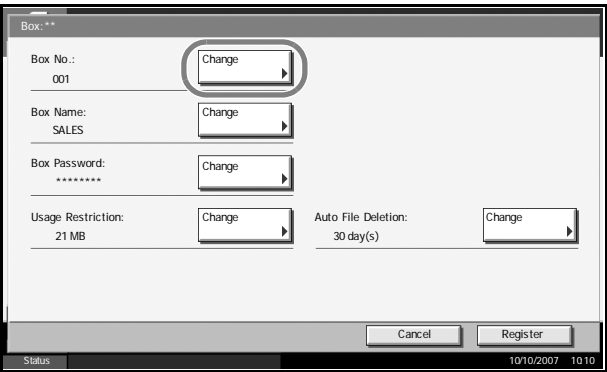 Box:**
Box No.:
Change
001
Box Name:
Change
SALES
Box Password:
Change
********
Usage Restriction:
Change
21 MB
Auto File Deletion:
Change
30 day(s)
Cancel
Register
Status
10/10/2007 10:10